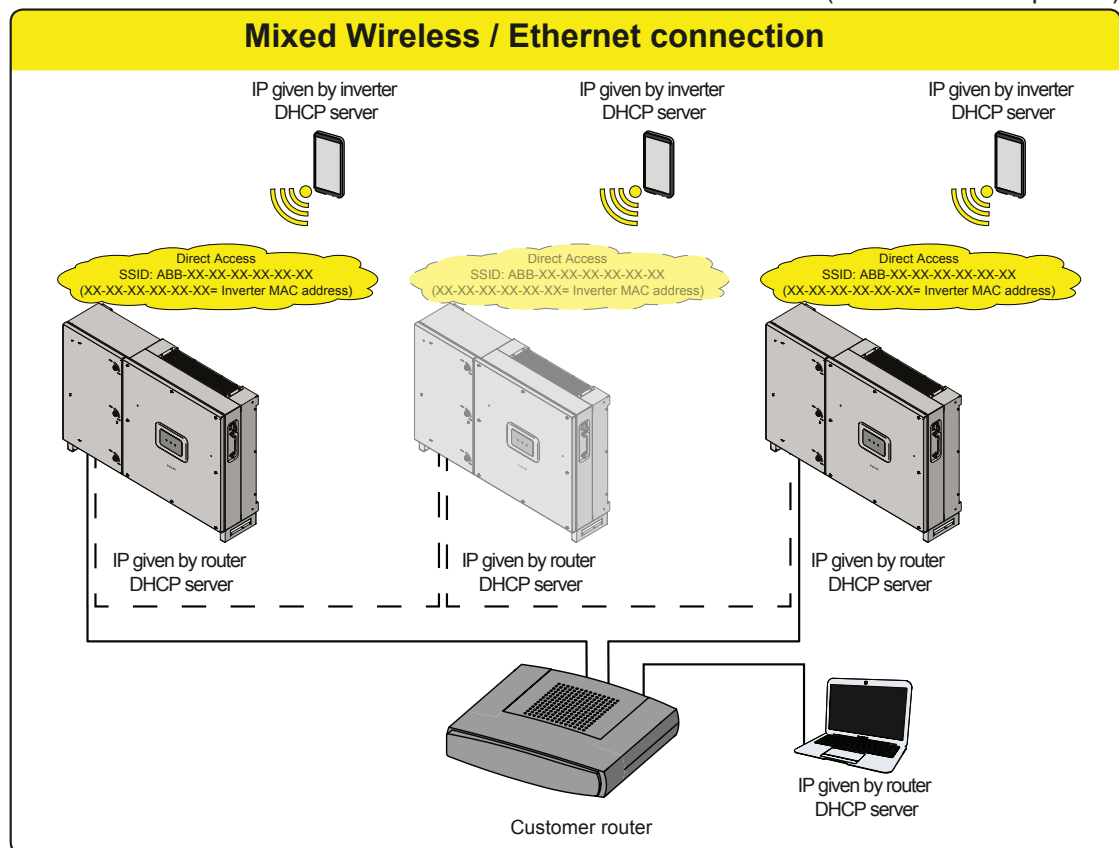 Mixed Wireless / Ethernet connection
IP given by inverter
DHCP server
IP given by inverter
DHCP server
IP given by inverter
DHCP server
Direct Access
SSID: ABB-XX-XX-XX-XX-XX-XX
(XX-XX-XX-XX-XX-XX= Inverter MAC address)
Direct Access
SSID: ABB-XX-XX-XX-XX-XX-XX
(XX-XX-XX-XX-XX-XX= Inverter MAC address)
Direct Access
SSID: ABB-XX-XX-XX-XX-XX-XX
(XX-XX-XX-XX-XX-XX= Inverter MAC address)
IP given by router
DHCP server
IP given by router
DHCP server
IP given by router
DHCP server
IP given by router
DHCP server
Customer router